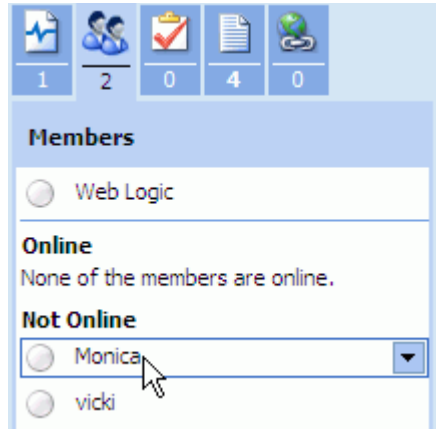 1 2 0 4 0
Members
Web Logic
Online
None of the members are online.
Not Online
Monica
vicki